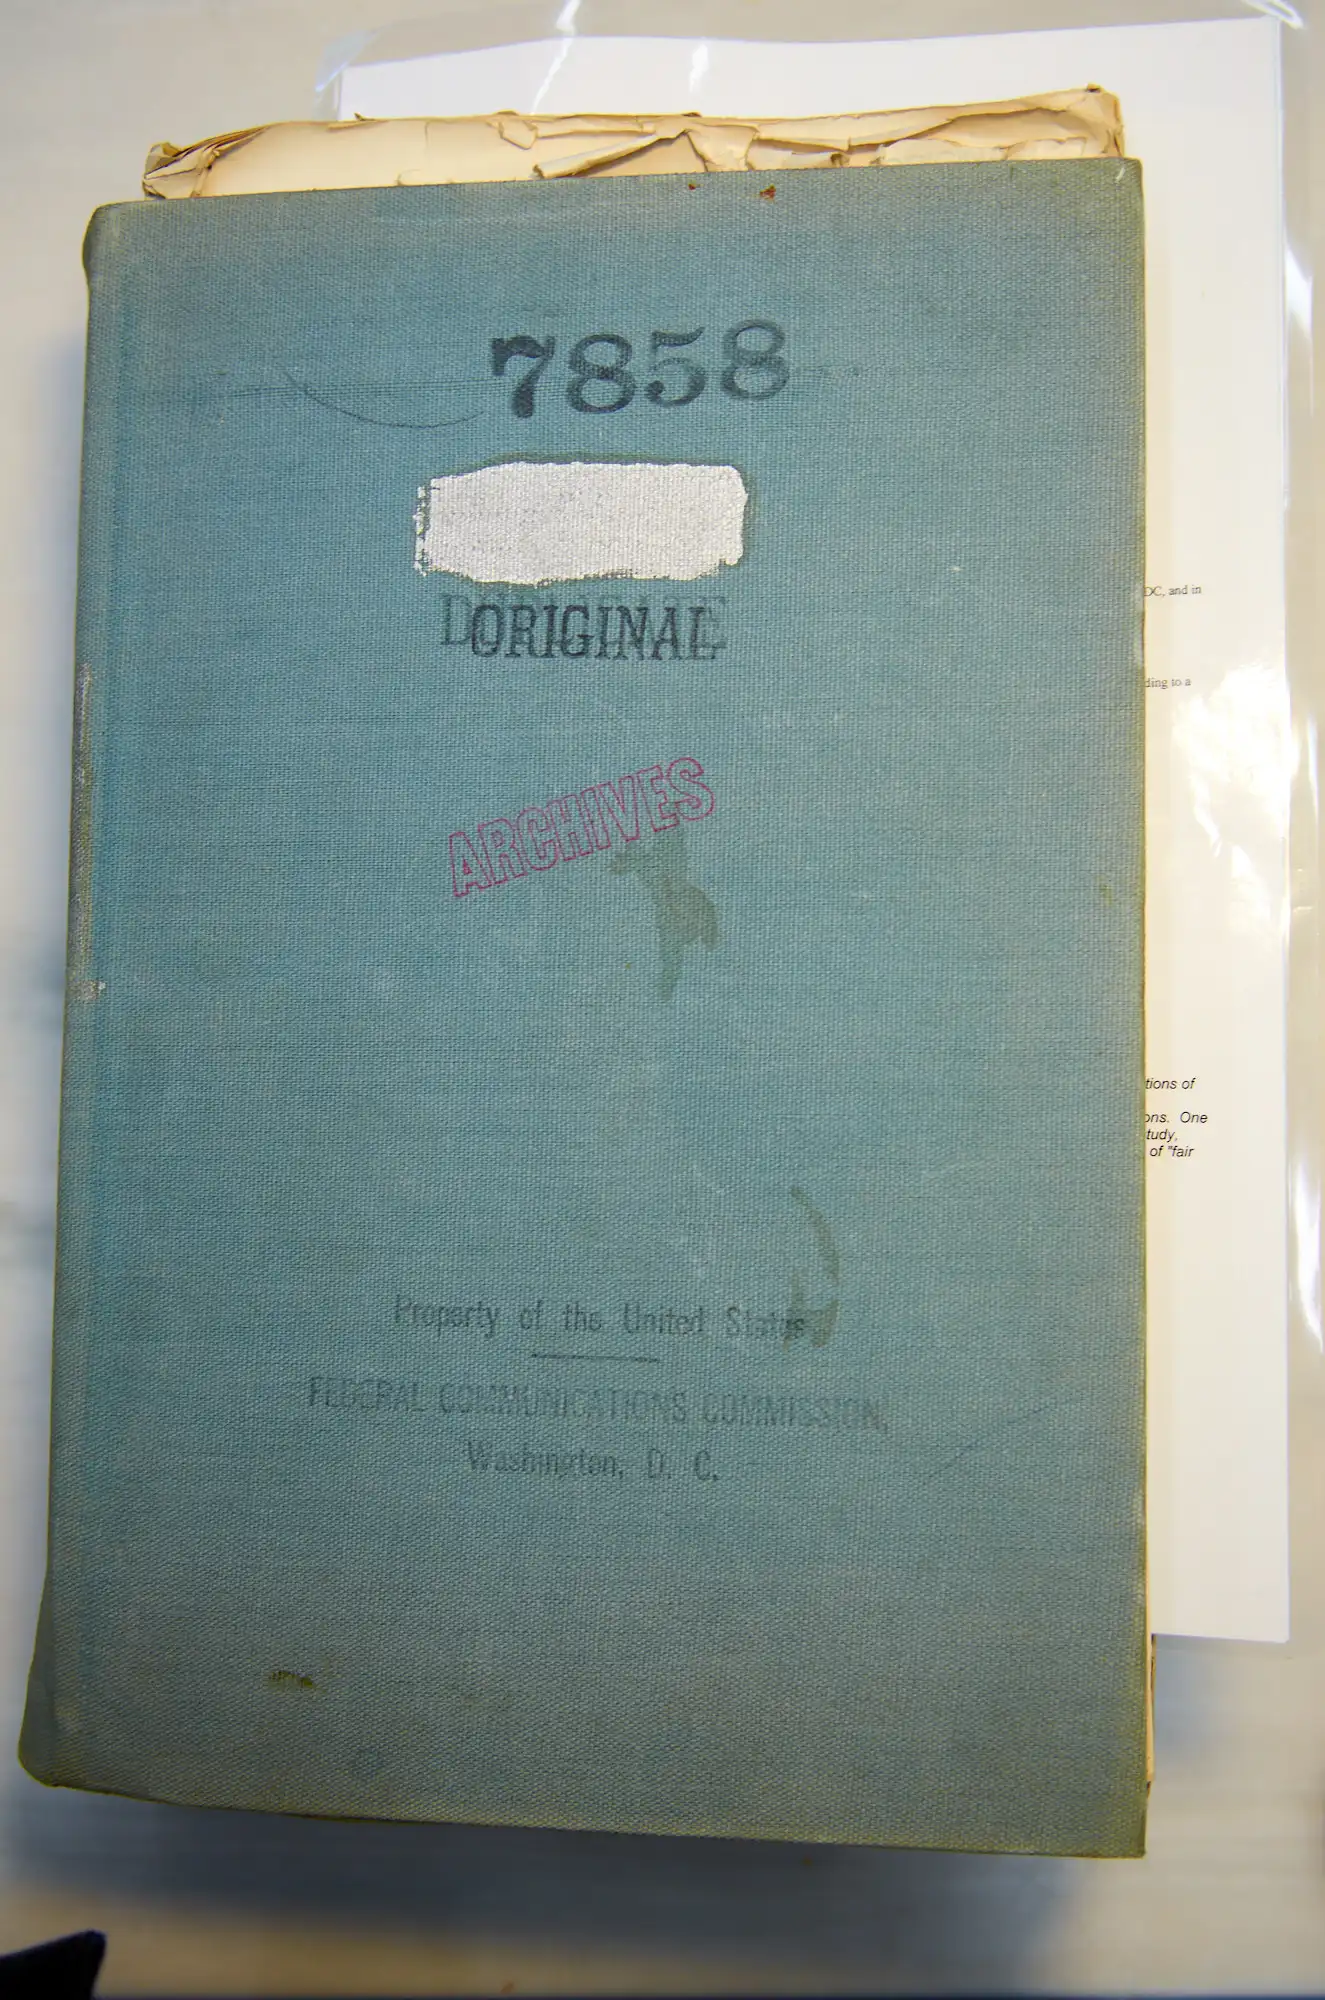 7858
ORIGINAL
ARCHIVES
Property of the United States
FEDERAL COMMUNICATIONS COMMISSION,
Washington, D. C.
DC, and in
ding to a
tions of
ons. One
tudy,
of "fair